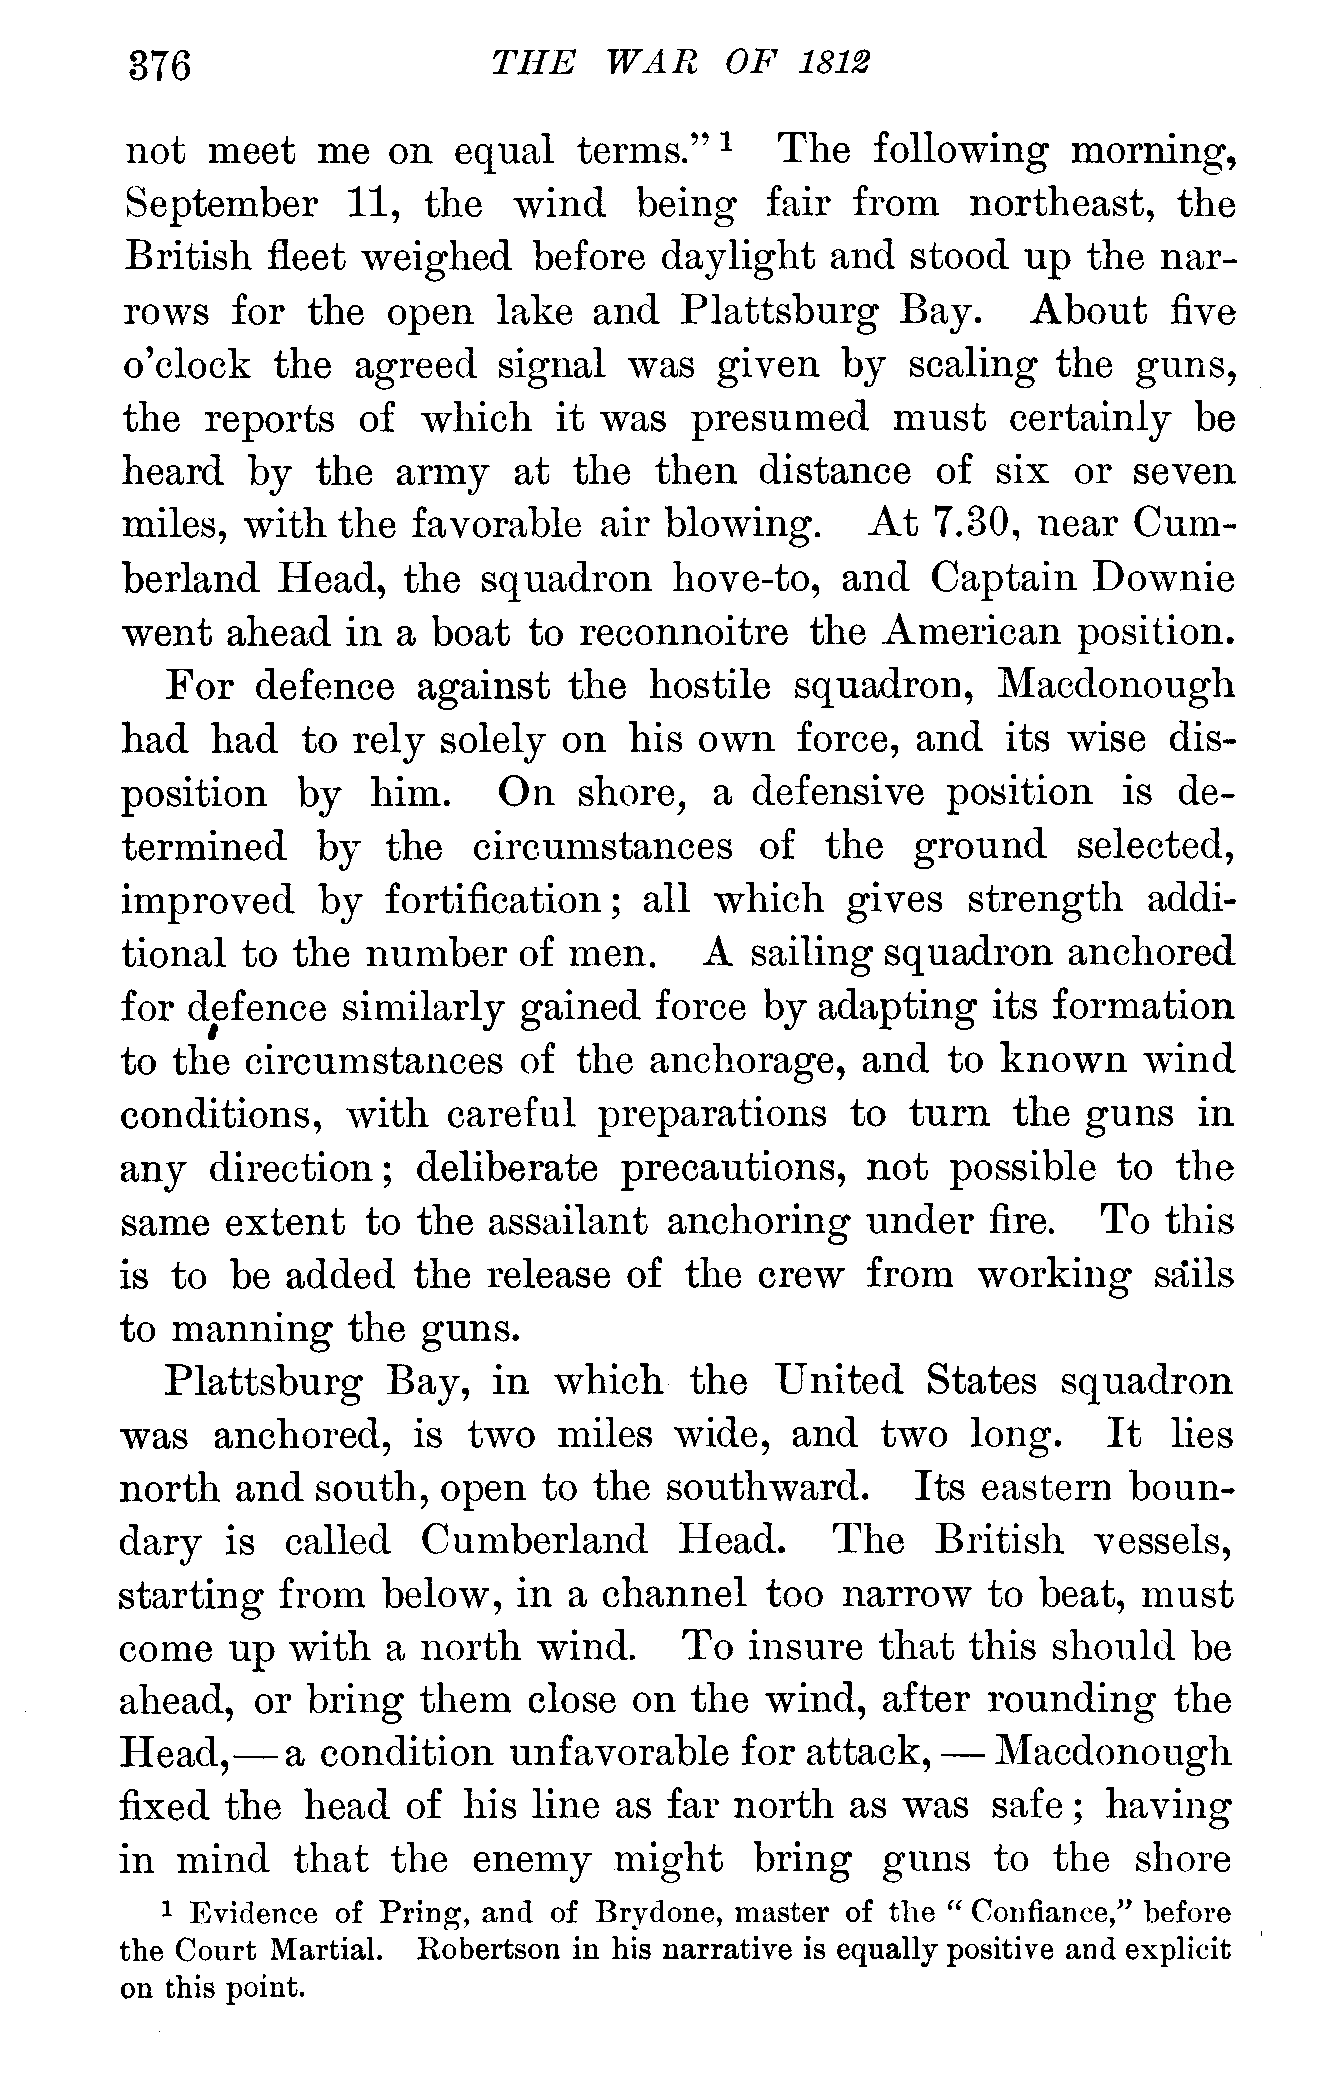 376 THE WAR OF 1812
not meet me on equal terms." 1 The following morning,
September 11, the wind being fair from northeast, the
British fleet weighed before daylight and stood up the nar-
rows for the open lake and Plattsburg Bay. About five
o'clock the agreed signal was given by scaling the guns,
the reports of which it was presumed must certainly be
heard by the army at the then distance of six or seven
miles, with the favorable air blowing. At 7.30, near Cum-
berland Head, the squadron hove-to, and Captain Downie
went ahead in a boat to reconnoitre the American position.
For defence against the hostile squadron, Macdonough
had had to rely solely on his own force, and its wise dis-
position by him. On shore, a defensive position is de-
termined by the circumstances of the ground selected,
improved by fortification; all which gives strength addi-
tional to the number of men. A sailing squadron anchored
for defence similarly gained force by adapting its formation
to the circumstances of the anchorage, and to known wind
conditions, with careful preparations to turn the guns in
any direction; deliberate precautions, not possible to the
same extent to the assailant anchoring under fire. To this
is to be added the release of the crew from working sails
to manning the guns.
Plattsburg Bay, in which the United States squadron
was anchored, is two miles wide, and two long. It lies
north and south, open to the southward. Its eastern boun-
dary is called Cumberland Head. The British vessels,
starting from below, in a channel too narrow to beat, must
come up with a north wind. To insure that this should be
ahead, or bring them close on the wind, after rounding the
Head,—a condition unfavorable for attack,— Macdonough
fixed the head of his line as far north as was safe; having
in mind that the enemy might bring guns to the shore
1 Evidence of Pring, and of Brydone, master of the "Confiance," before
the Court Martial. Robertson in his narrative is equally positive and explicit
on this point.